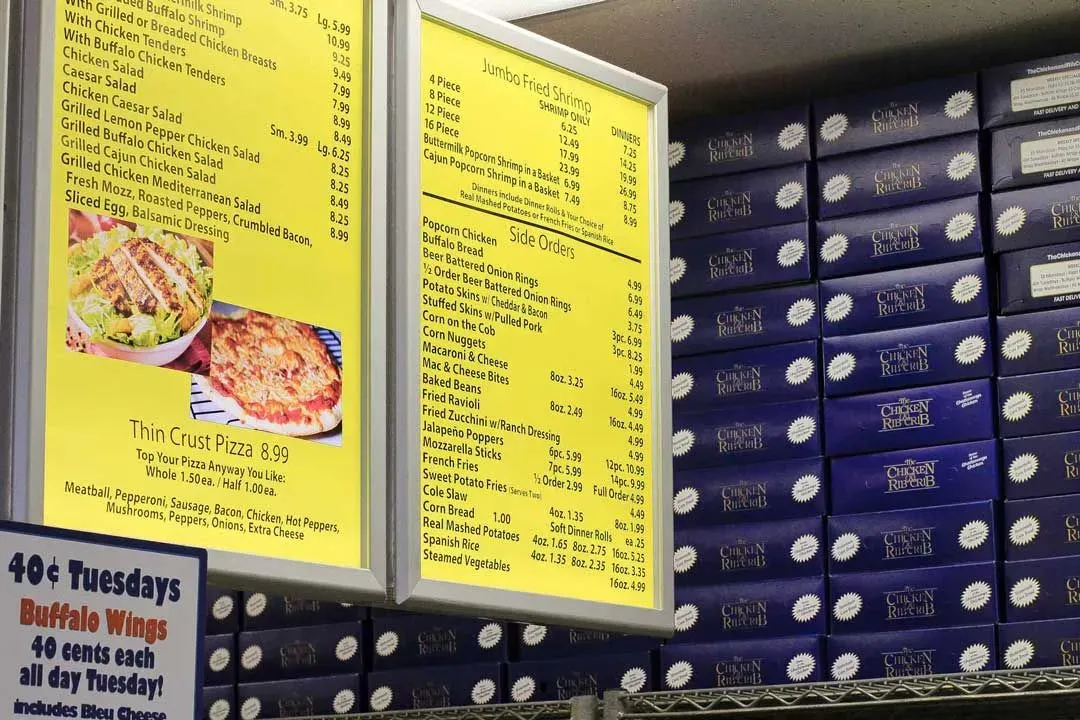 Sm. 3.75 Lg. 5.99
10.99
ttermilk Shrimp 9.25
Buffalo Shrimp 9.49
With Grilled or Breaded Chicken Breasts 7.99
With Chicken Tenders 7.99
With Buffalo Chicken Tenders 8.99
Chicken Salad 8.49
Caesar Salad Sm. 3.99 Lg. 6.25
Chicken Caesar Salad 8.25
Grilled Lemon Pepper Chicken Salad 8.25
Grilled Buffalo Chicken Salad 8.49
Grilled Cajun Chicken Salad 8.25
Grilled Chicken Mediterranean Salad 8.99
Fresh Mozz, Roasted Peppers, Crumbled Bacon,
Sliced Egg, Balsamic Dressing
Thin Crust Pizza 8.99
Top Your Pizza Anyway You Like:
Whole 1.50 ea. / Half 1.00 ea.
Meatball, Pepperoni, Sausage, Bacon, Chicken, Hot Peppers,
Mushrooms, Peppers, Onions, Extra Cheese
Jumbo Fried Shrimp
SHRIMP ONLY DINNERS
4 Piece 6.25 7.25
8 Piece 12.49 14.25
12 Piece 17.99 19.99
16 Piece 23.99 26.99
Buttermilk Popcorn Shrimp in a Basket 6.99 8.75
Cajun Popcorn Shrimp in a Basket 7.49 8.99
Dinners include Dinner Rolls & Your Choice of
Real Mashed Potatoes or French Fries or Spanish Rice
Side Orders
Popcorn Chicken 4.99
Buffalo Bread 6.99
Beer Battered Onion Rings 6.49
½ Order Beer Battered Onion Rings 3.75
Potato Skins w/ Cheddar & Bacon 3pc. 6.99
Stuffed Skins w/Pulled Pork 3pc. 8.25
Corn on the Cob 1.99
Corn Nuggets 4.49
Macaroni & Cheese 8oz. 3.25 16oz. 5.49
Mac & Cheese Bites 4.99
Baked Beans 8oz. 2.49 16oz. 4.49
Fried Ravioli 4.99
Fried Zucchini w/Ranch Dressing 4.99
Jalapeño Poppers 6pc. 5.99 12pc. 10.99
Mozzarella Sticks 7pc. 5.99 14pc. 9.99
French Fries ½ Order 2.99 Full Order 4.99
Sweet Potato Fries (Serves Two) 4.49
Cole Slaw 4oz. 1.35 8oz. 1.99
Corn Bread 1.00 Soft Dinner Rolls ea .25
Real Mashed Potatoes 4oz. 1.65 8oz. 2.75 16oz. 5.25
Spanish Rice 4oz. 1.35 8oz. 2.35 16oz. 3.35
Steamed Vegetables 16oz. 4.99
40¢ Tuesdays
Buffalo Wings
40 cents each
all day Tuesday!
includes Bleu Cheese
The
CHICKEN
AND
RIB CRIB